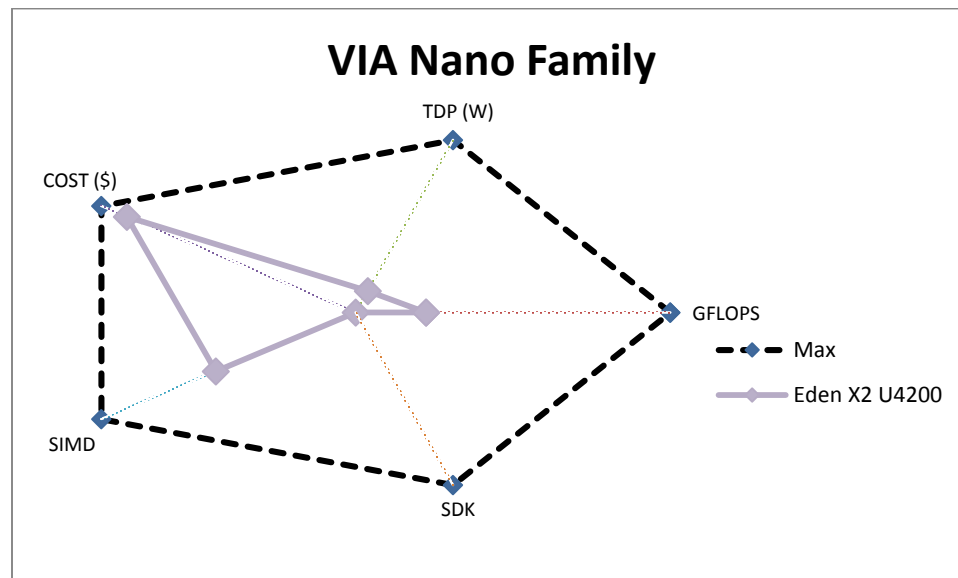 VIA Nano Family
TDP (W)
COST ($)
GFLOPS
Max
Eden X2 U4200
SIMD
SDK